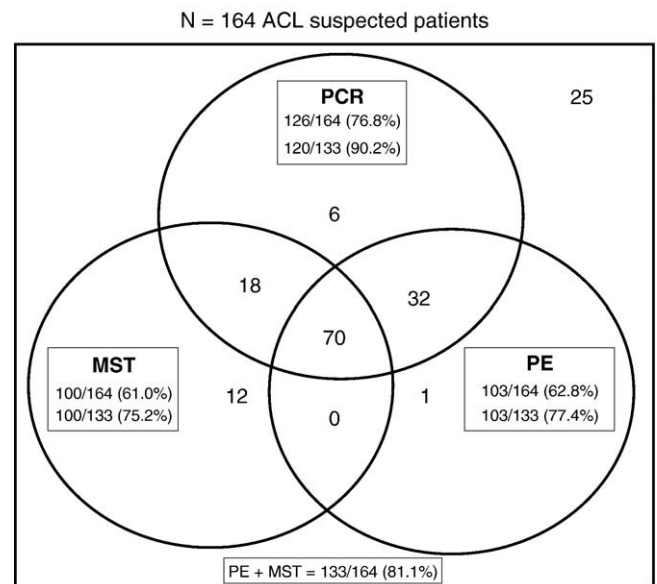 N = 164 ACL suspected patients
25
PCR
126/164 (76.8%)
120/133 (90.2%)
6
18
32
70
MST
100/164 (61.0%)
100/133 (75.2%)
12
0
1
PE
103/164 (62.8%)
103/133 (77.4%)
PE + MST = 133/164 (81.1%)